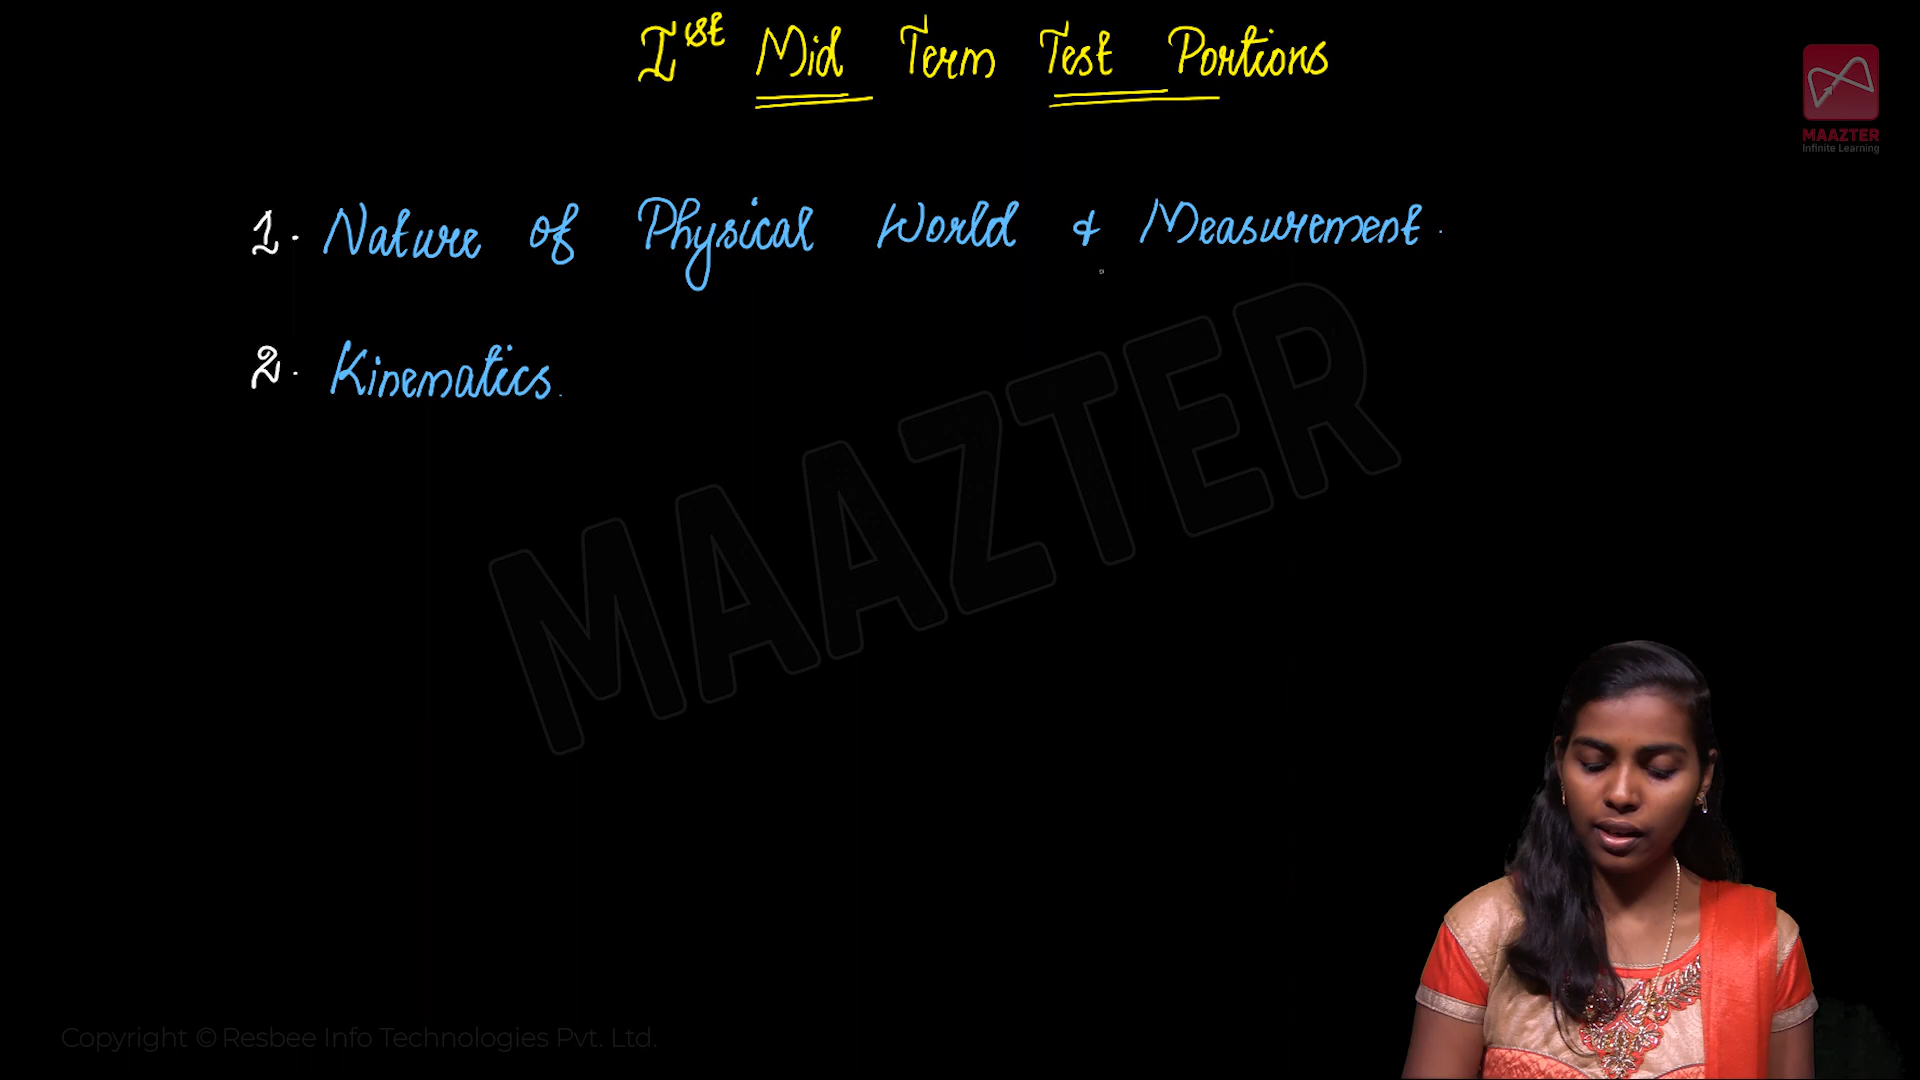 Ist Mid Term Test Portions
MAAZTER
Infinite Learning
1. Nature of Physical World & Measurement.
2. Kinematics.
MAAZTER
Copyright © Resbee Info Technologies Pvt. Ltd.